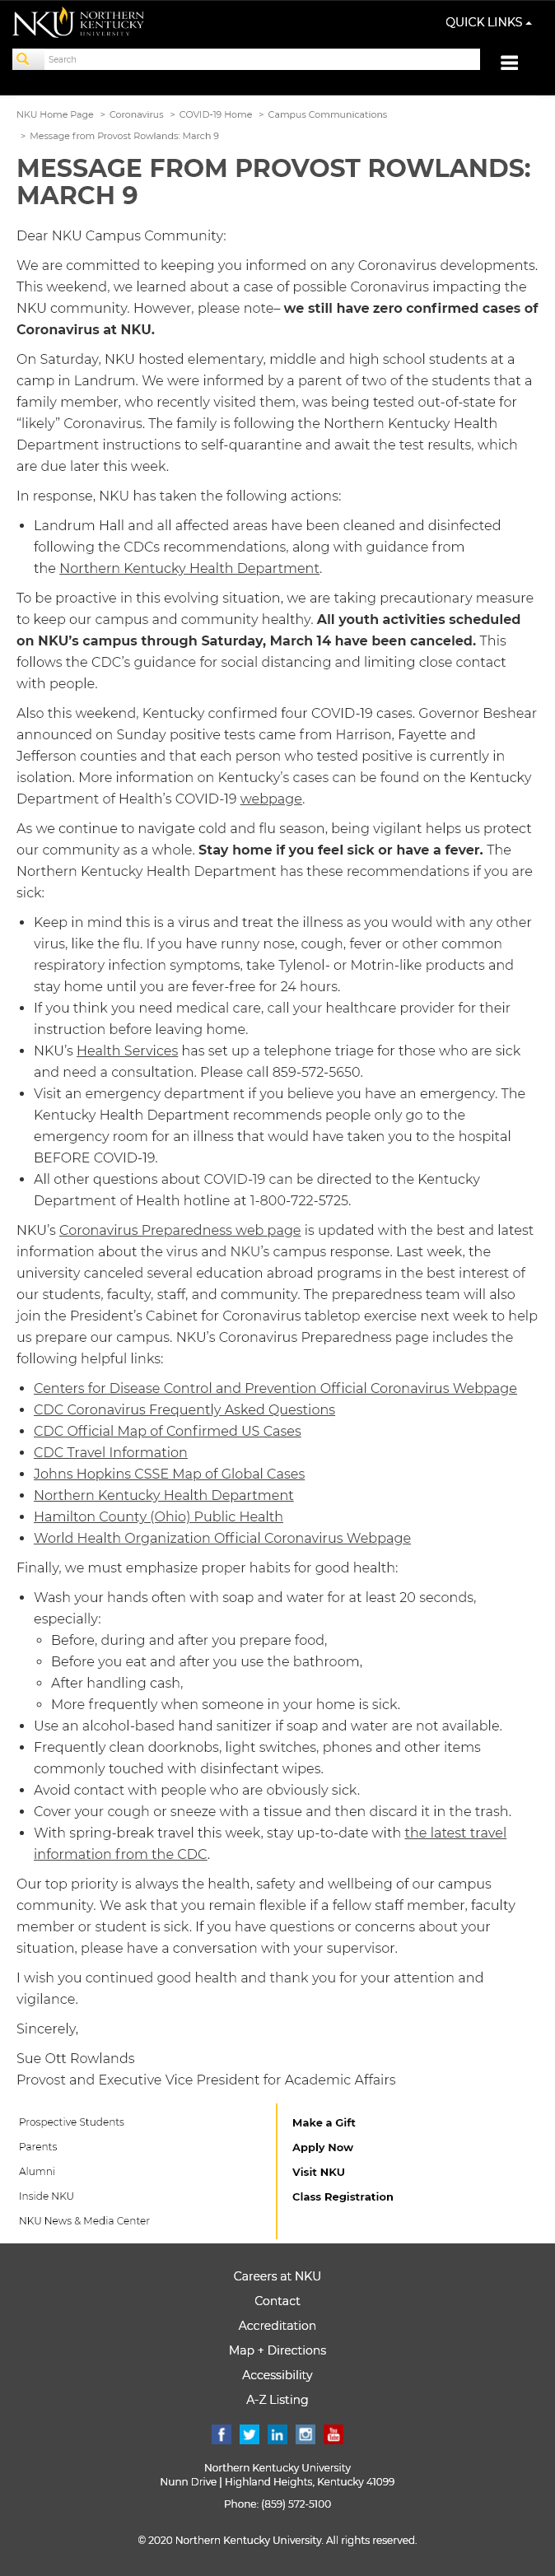 NKU NORTHERN
KENTUCKY
UNIVERSITY
QUICK LINKS
Search
NKU Home Page > Coronavirus > COVID-19 Home > Campus Communications
> Message from Provost Rowlands: March 9
MESSAGE FROM PROVOST ROWLANDS:
MARCH 9
Dear NKU Campus Community:
We are committed to keeping you informed on any Coronavirus developments.
This weekend, we learned about a case of possible Coronavirus impacting the
NKU community. However, please note– we still have zero confirmed cases of
Coronavirus at NKU.
On Saturday, NKU hosted elementary, middle and high school students at a
camp in Landrum. We were informed by a parent of two of the students that a
family member, who recently visited them, was being tested out-of-state for
“likely” Coronavirus. The family is following the Northern Kentucky Health
Department instructions to self-quarantine and await the test results, which
are due later this week.
In response, NKU has taken the following actions:
• Landrum Hall and all affected areas have been cleaned and disinfected
following the CDCs recommendations, along with guidance from
the Northern Kentucky Health Department.
To be proactive in this evolving situation, we are taking precautionary measure
to keep our campus and community healthy. All youth activities scheduled
on NKU’s campus through Saturday, March 14 have been canceled. This
follows the CDC’s guidance for social distancing and limiting close contact
with people.
Also this weekend, Kentucky confirmed four COVID-19 cases. Governor Beshear
announced on Sunday positive tests came from Harrison, Fayette and
Jefferson counties and that each person who tested positive is currently in
isolation. More information on Kentucky’s cases can be found on the Kentucky
Department of Health’s COVID-19 webpage.
As we continue to navigate cold and flu season, being vigilant helps us protect
our community as a whole. Stay home if you feel sick or have a fever. The
Northern Kentucky Health Department has these recommendations if you are
sick:
• Keep in mind this is a virus and treat the illness as you would with any other
virus, like the flu. If you have runny nose, cough, fever or other common
respiratory infection symptoms, take Tylenol- or Motrin-like products and
stay home until you are fever-free for 24 hours.
• If you think you need medical care, call your healthcare provider for their
instruction before leaving home.
• NKU’s Health Services has set up a telephone triage for those who are sick
and need a consultation. Please call 859-572-5650.
• Visit an emergency department if you believe you have an emergency. The
Kentucky Health Department recommends people only go to the
emergency room for an illness that would have taken you to the hospital
BEFORE COVID-19.
• All other questions about COVID-19 can be directed to the Kentucky
Department of Health hotline at 1-800-722-5725.
NKU’s Coronavirus Preparedness web page is updated with the best and latest
information about the virus and NKU’s campus response. Last week, the
university canceled several education abroad programs in the best interest of
our students, faculty, staff, and community. The preparedness team will also
join the President’s Cabinet for Coronavirus tabletop exercise next week to help
us prepare our campus. NKU’s Coronavirus Preparedness page includes the
following helpful links:
• Centers for Disease Control and Prevention Official Coronavirus Webpage
• CDC Coronavirus Frequently Asked Questions
• CDC Official Map of Confirmed US Cases
• CDC Travel Information
• Johns Hopkins CSSE Map of Global Cases
• Northern Kentucky Health Department
• Hamilton County (Ohio) Public Health
• World Health Organization Official Coronavirus Webpage
Finally, we must emphasize proper habits for good health:
• Wash your hands often with soap and water for at least 20 seconds,
especially:
◦ Before, during and after you prepare food,
◦ Before you eat and after you use the bathroom,
◦ After handling cash,
◦ More frequently when someone in your home is sick.
• Use an alcohol-based hand sanitizer if soap and water are not available.
• Frequently clean doorknobs, light switches, phones and other items
commonly touched with disinfectant wipes.
• Avoid contact with people who are obviously sick.
• Cover your cough or sneeze with a tissue and then discard it in the trash.
• With spring-break travel this week, stay up-to-date with the latest travel
information from the CDC.
Our top priority is always the health, safety and wellbeing of our campus
community. We ask that you remain flexible if a fellow staff member, faculty
member or student is sick. If you have questions or concerns about your
situation, please have a conversation with your supervisor.
I wish you continued good health and thank you for your attention and
vigilance.
Sincerely,
Sue Ott Rowlands
Provost and Executive Vice President for Academic Affairs
Prospective Students
Parents
Alumni
Inside NKU
NKU News & Media Center
Make a Gift
Apply Now
Visit NKU
Class Registration
Careers at NKU
Contact
Accreditation
Map + Directions
Accessibility
A-Z Listing
Northern Kentucky University
Nunn Drive | Highland Heights, Kentucky 41099
Phone: (859) 572-5100
© 2020 Northern Kentucky University. All rights reserved.